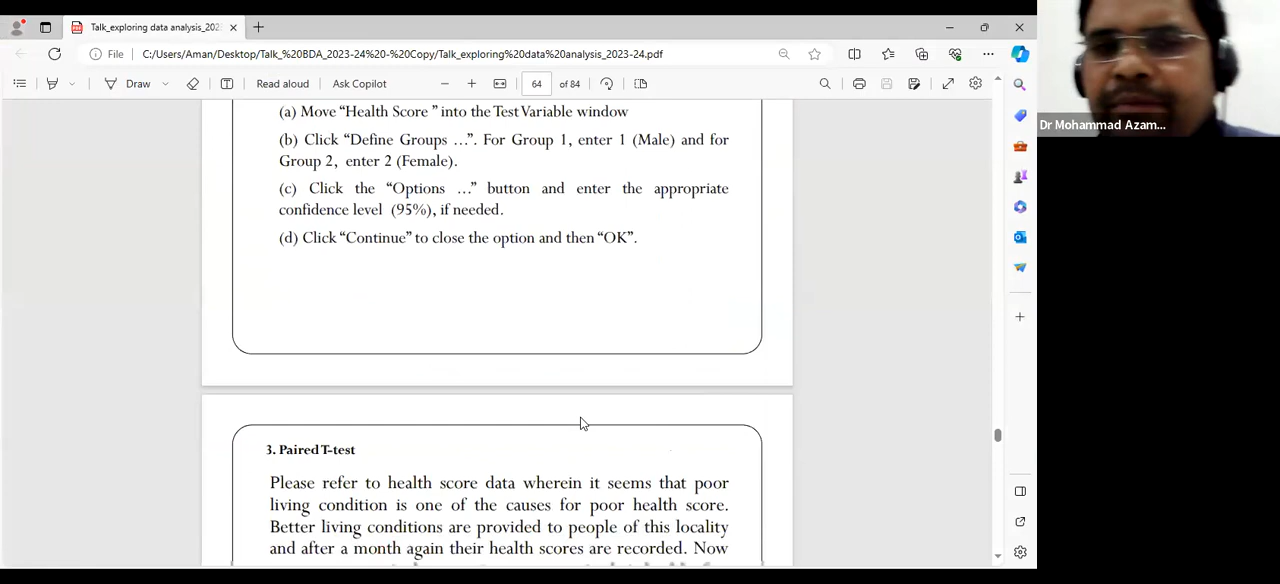 Talk_exploring data analysis_202
File
C:/Users/Aman/Desktop/Talk_%20BDA_2023-24%20-%20Copy/Talk_exploring%20data%20analysis_2023-24.pdf
Draw
Read aloud
Ask Copilot
64
of 84
(a) Move “Health Score ” into the Test Variable window
(b) Click “Define Groups …”. For Group 1, enter 1 (Male) and for
Group 2, enter 2 (Female).
(c) Click the “Options …” button and enter the appropriate
confidence level (95%), if needed.
(d) Click “Continue” to close the option and then “OK”.
3. Paired T-test
Please refer to health score data wherein it seems that poor
living condition is one of the causes for poor health score.
Better living conditions are provided to people of this locality
and after a month again their health scores are recorded. Now
Dr Mohammad Azam...